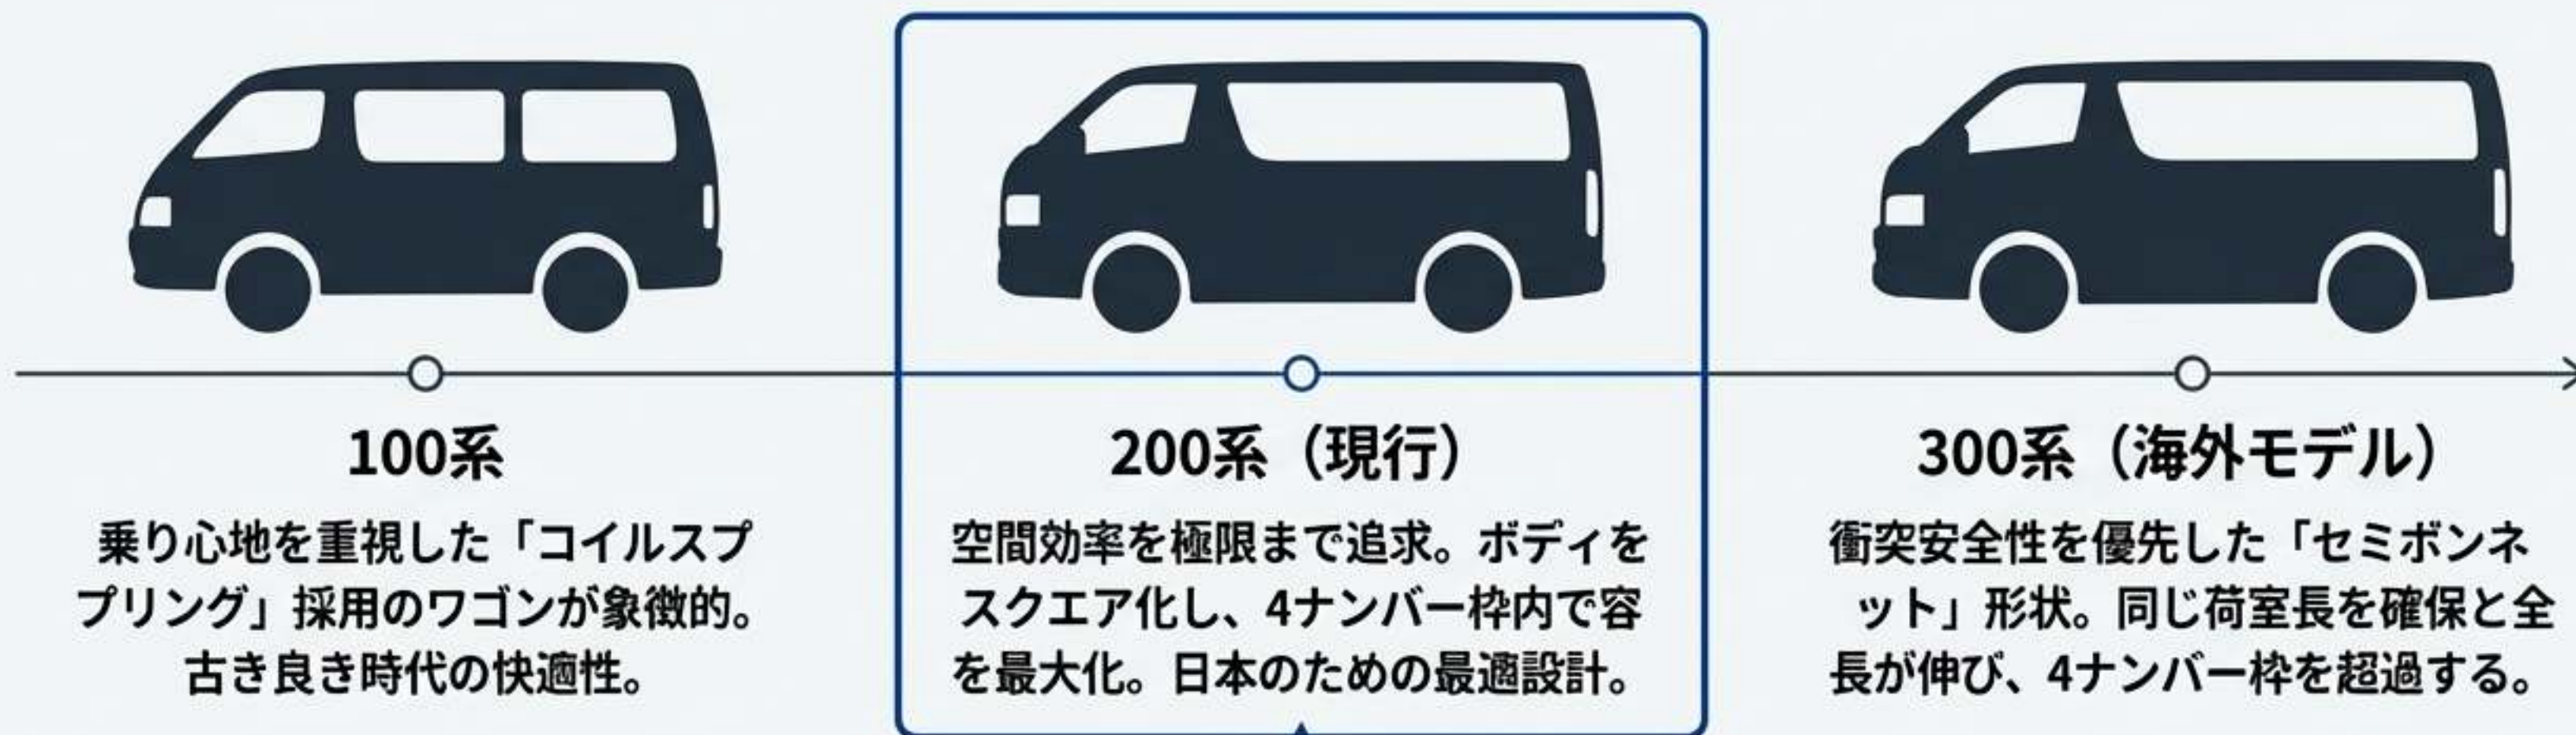 100系
乗り心地を重視した「コイルスプ
プリング」採用のワゴンが象徴的。
古き良き時代の快適性。
200系（現行）
空間効率を極限まで追求。ボディを
スクエア化し、4ナンバー枠内で容
を最大化。日本のための最適設計。
300系（海外モデル）
衝突安全性を優先した「セミボンネ
ット」形状。同じ荷室長を確保と全
長が伸び、4ナンバー枠を超過する。